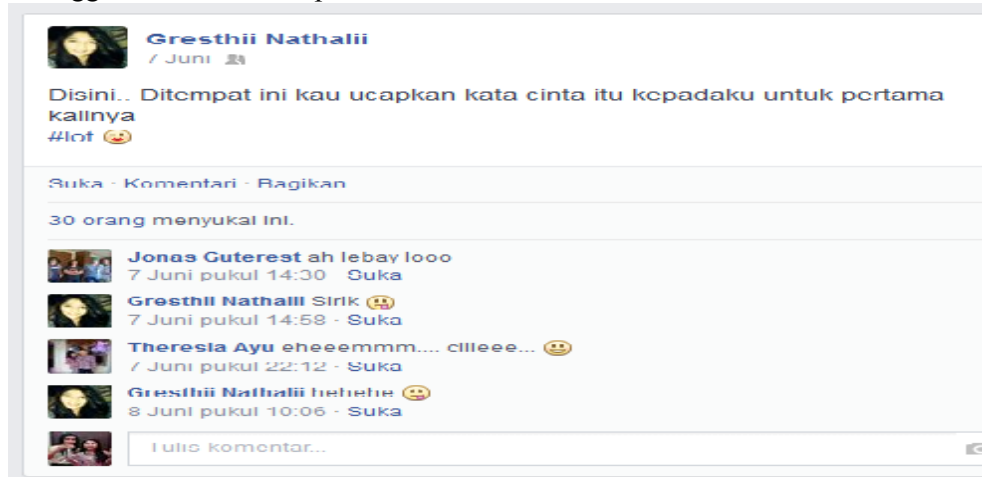 Gresthii Nathalii
7 Juni
Disini.. Ditempat ini kau ucapkan kata cinta itu kepadaku untuk pertama
kalinya
#lof
Suka · Komentari · Bagikan
30 orang menyukai ini.
Jonas Guterest ah lebay looo
7 Juni pukul 14:30 · Suka
Gresthii Nathalii Sirik
7 Juni pukul 14:58 · Suka
Theresia Ayu eheeemmm.... ciiieee...
7 Juni pukul 22:12 · Suka
Gresthii Nathalii hehehe
8 Juni pukul 10:06 · Suka
Tulis komentar...